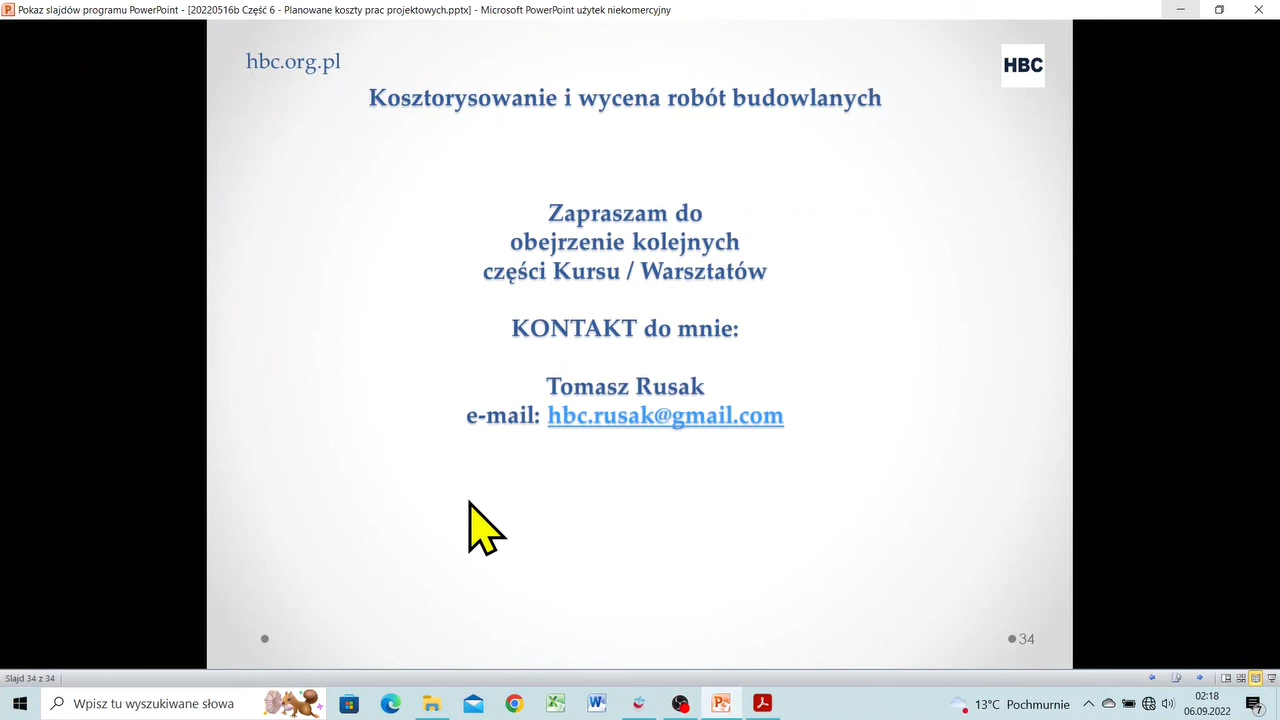 Pokaz slajdów programu PowerPoint - [20220516b Część 6 - Planowane koszty prac projektowych.pptx] - Microsoft PowerPoint użytek niekomercyjny
hbc.org.pl
HBC
Kosztorysowanie i wycena robót budowlanych
Zapraszam do
obejrzenie kolejnych
części Kursu / Warsztatów
KONTAKT do mnie:
Tomasz Rusak
e-mail: hbc.rusak@gmail.com
34
Slajd 34 z 34
Wpisz tu wyszukiwane słowa
13°C Pochmurnie
02:18
06.09.2022
7